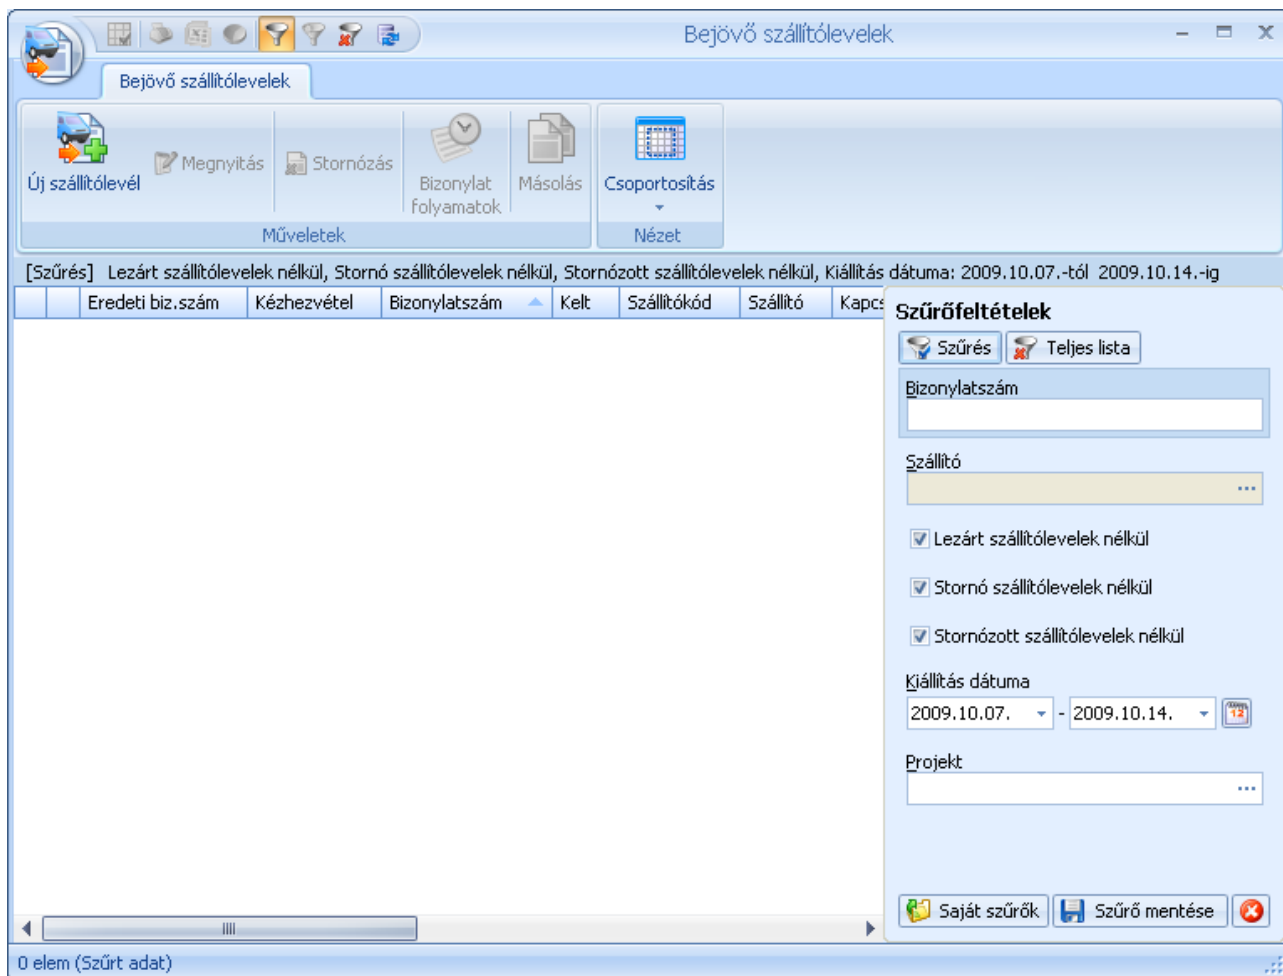 Bejövő szállítólevelek
Bejövő szállítólevelek
Új szállítólevél
Megnyitás
Stornózás
Bizonylat folyamatok
Másolás
Csoportosítás
Műveletek
Nézet
[Szűrés] Lezárt szállítólevelek nélkül, Stornó szállítólevelek nélkül, Stornózott szállítólevelek nélkül, Kiállítás dátuma: 2009.10.07.-tól 2009.10.14.-ig
Eredeti biz.szám Kézhezvétel Bizonylatszám Kelt Szállítókód Szállító Kapcs
Szűrőfeltételek
Szűrés Teljes lista
Bizonylatszám
Szállító
...
Lezárt szállítólevelek nélkül
Stornó szállítólevelek nélkül
Stornózott szállítólevelek nélkül
Kiállítás dátuma
2009.10.07. - 2009.10.14. 12
Projekt
...
Saját szűrők Szűrő mentése
0 elem (Szűrt adat)